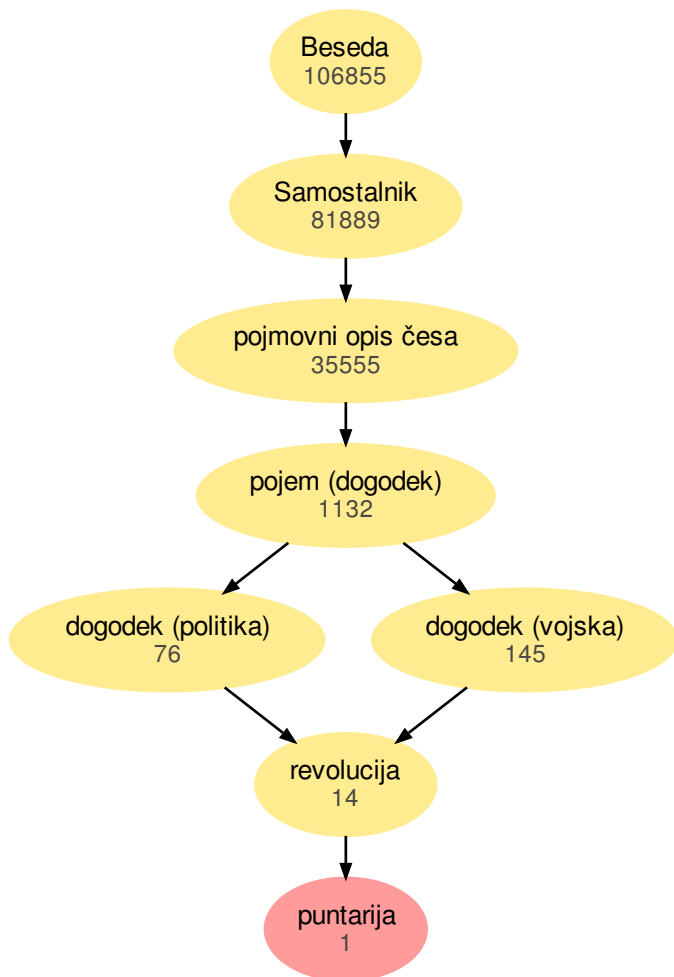 Beseda
106855
Samostalnik
81889
pojmovni opis česa
35555
pojem (dogodek)
1132
dogodek (politika)
76
dogodek (vojska)
145
revolucija
14
puntarija
1